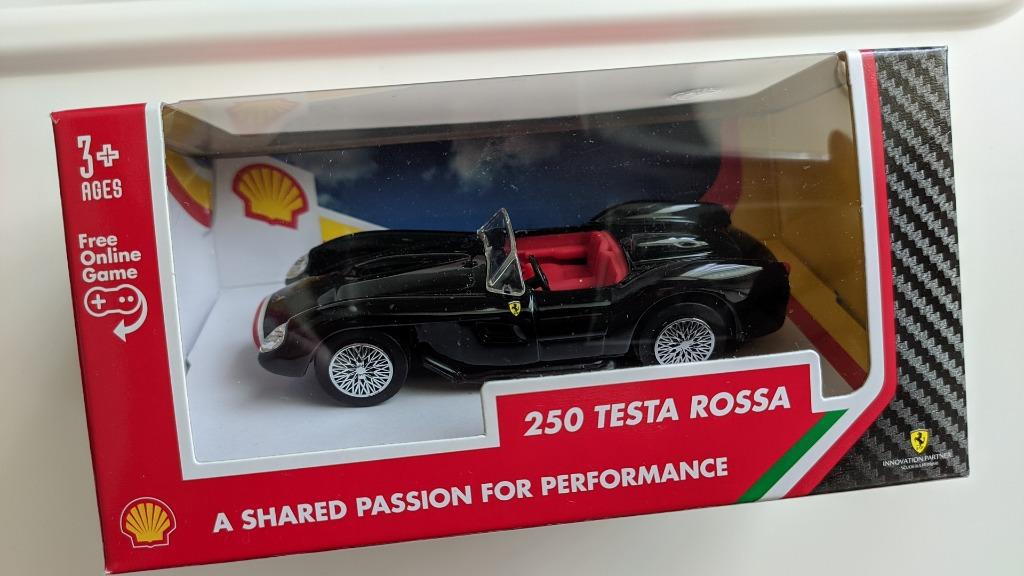 3+
AGES
Free
Online
Game
250 TESTA ROSSA
A SHARED PASSION FOR PERFORMANCE
INNOVATION PARTNER